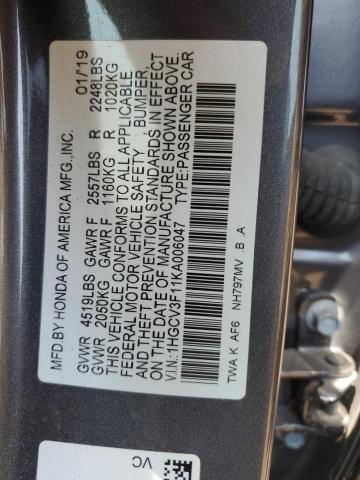 MFD BY HONDA OF AMERICA MFG.,INC. 01/19
GVWR 4519LBS GAWR F 2557LBS R 2248LBS
GVWR 2050KG GAWR F 1160KG R 1020KG
THIS VEHICLE CONFORMS TO ALL APPLICABLE
FEDERAL MOTOR VEHICLE SAFETY BUMPER,
AND THEFT PREVENTION STANDARDS IN EFFECT
ON THE DATE OF MANUFACTURE SHOWN ABOVE.
V.I.N.:1HGCV3F11KA006047 TYPE:PASSENGER CAR
TWA K AF6 NH797MV .B .A
VC